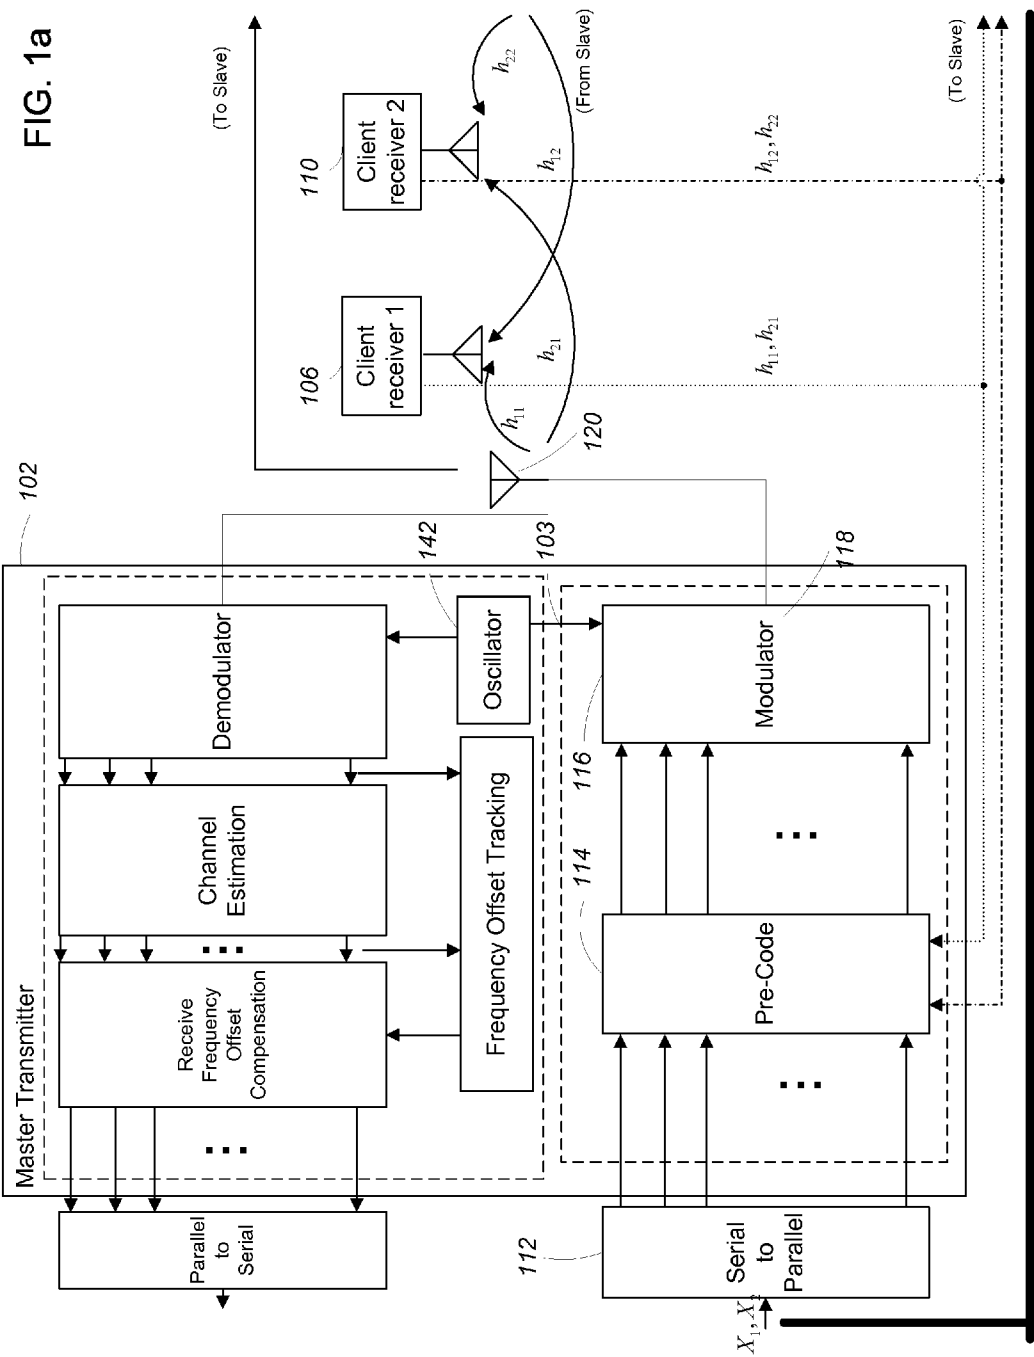 FIG. 1a
102
Master Transmitter
Parallel
to
Serial
Receive
Frequency
Offset
Compensation
...
...
Channel
Estimation
Demodulator
142
Oscillator
Frequency Offset Tracking
103
(To Slave)
106
Client
receiver 1
110
Client
receiver 2
h11
h21
h12
h22
(From Slave)
120
X1, X2
112
Serial
to
Parallel
...
114
Pre-Code
...
116
Modulator
118
h11, h21
h12, h22
(To Slave)